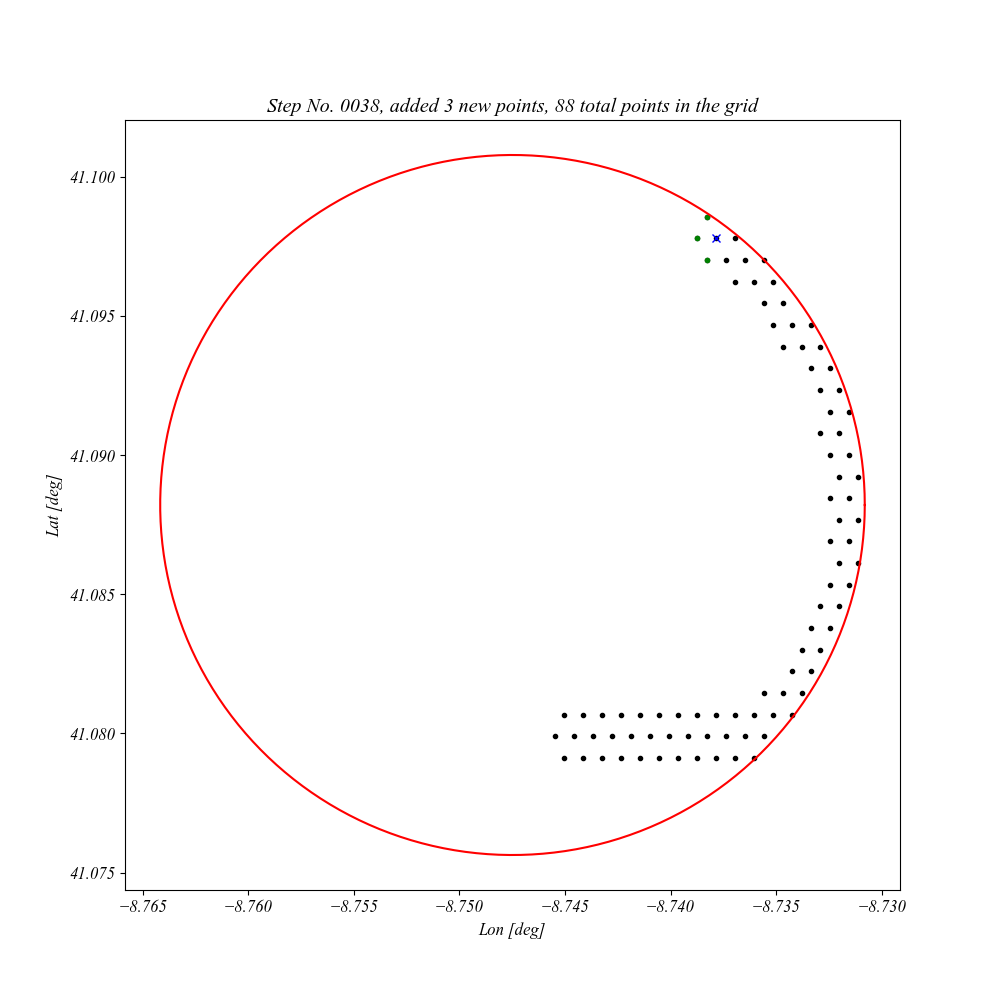 Step No. 0038, added 3 new points, 88 total points in the grid
41.100
41.095
41.090
41.085
41.080
41.075
Lat [deg]
−8.765 −8.760 −8.755 −8.750 −8.745 −8.740 −8.735 −8.730
Lon [deg]